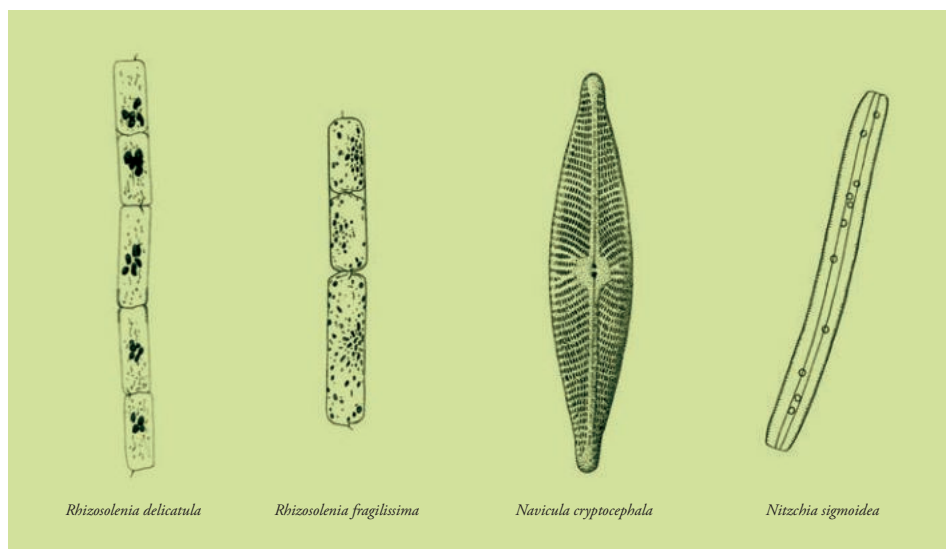 Rhizosolenia delicatula
Rhizosolenia fragilissima
Navicula cryptocephala
Nitzchia sigmoidea